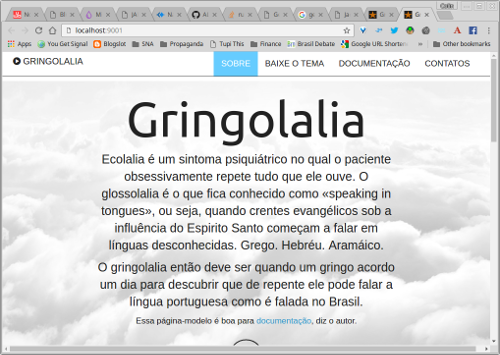 Colin
localhost:9001
Apps
You Get Signal
Blogslot
SNA
Propaganda
Tupi This
Finance
Brasil Debate
Google URL Shorten
»
Other bookmarks
GRINGOLALIA
SOBRE
BAIXE O TEMA
DOCUMENTAÇÃO
CONTATOS
Gringolalia
Ecolalia é um sintoma psiquiátrico no qual o paciente
obsessivamente repete tudo que ele ouve. O
glossolalia é o que fica conhecido como «speaking in
tongues», ou seja, quando crentes evangélicos sob a
influência do Espirito Santo começam a falar em
línguas desconhecidas. Grego. Hebréu. Aramáico.
O gringolalia então deve ser quando um gringo acordo
um dia para descubrir que de repente ele pode falar a
língua portuguesa como é falada no Brasil.
Essa página-modelo é boa para documentação, diz o autor.